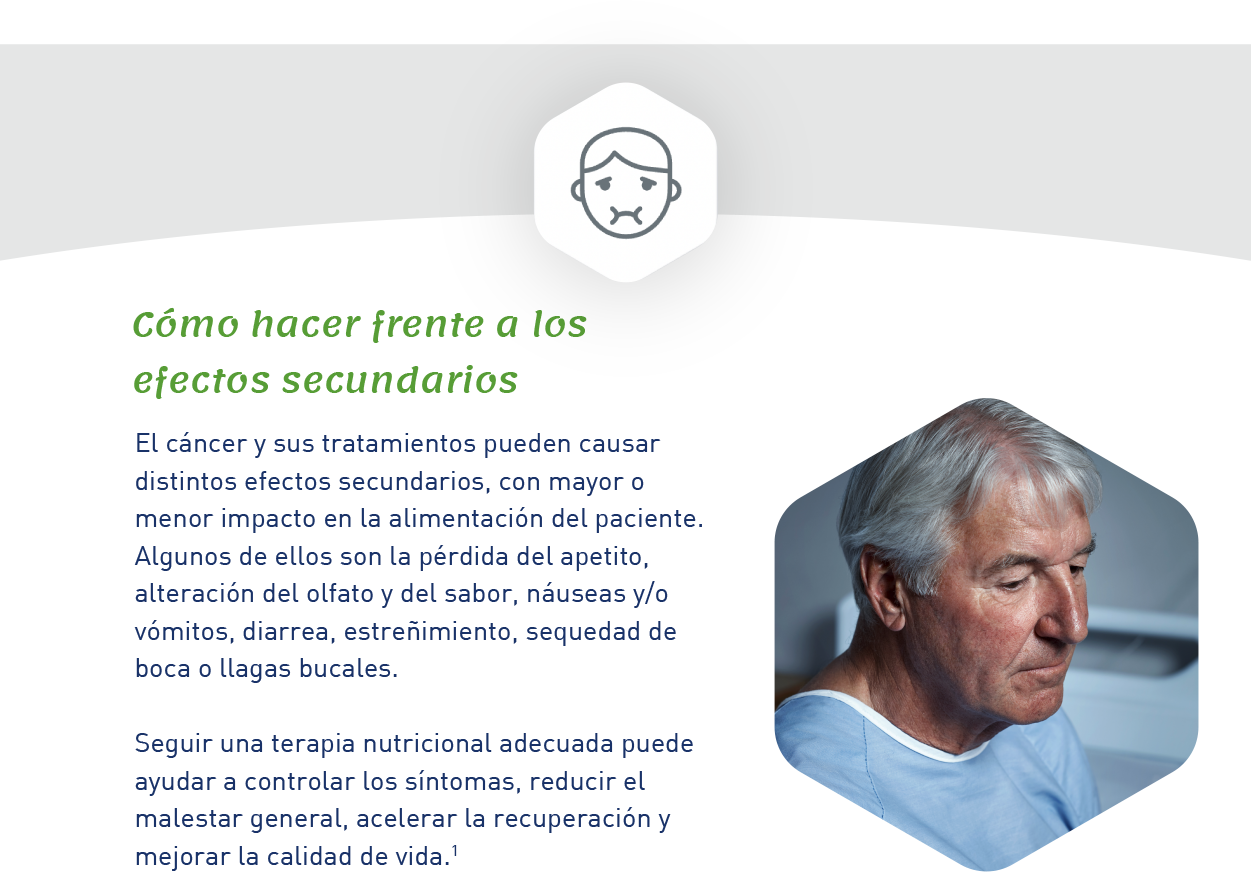 Cómo hacer frente a los
efectos secundarios
El cáncer y sus tratamientos pueden causar
distintos efectos secundarios, con mayor o
menor impacto en la alimentación del paciente.
Algunos de ellos son la pérdida del apetito,
alteración del olfato y del sabor, náuseas y/o
vómitos, diarrea, estreñimiento, sequedad de
boca o llagas bucales.
Seguir una terapia nutricional adecuada puede
ayudar a controlar los síntomas, reducir el
malestar general, acelerar la recuperación y
mejorar la calidad de vida.¹